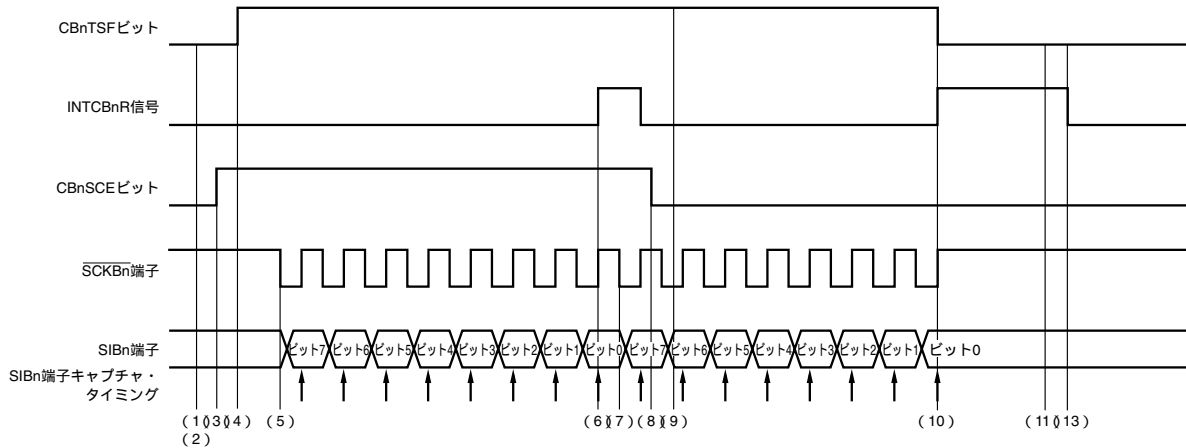 CBnTSFビット
INTCBnR信号
CBnSCEビット
SCKBn端子
SIBn端子
ビット7 ビット6 ビット5 ビット4 ビット3 ビット2 ビット1 ビット0 ビット7 ビット6 ビット5 ビット4 ビット3 ビット2 ビット1 ビット0
SIBn端子キャプチャ・
タイミング
(1)(3)(4) (5) (6)(7) (8)(9) (10) (11)(13)
(2)